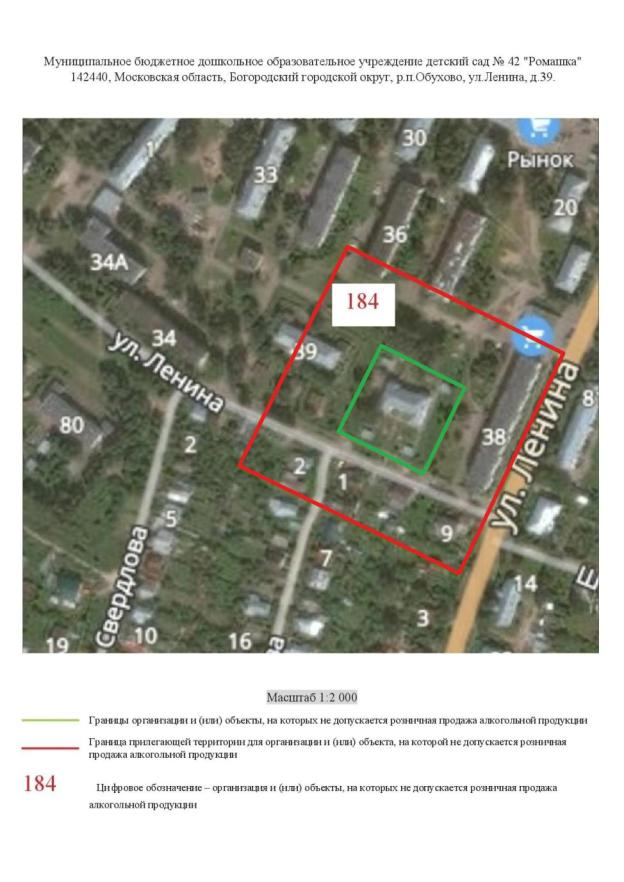 Муниципальное бюджетное дошкольное образовательное учреждение детский сад № 42 "Ромашка"
142440, Московская область, Богородский городской округ, р.п.Обухово, ул.Ленина, д.39.
30
Рынок
33
20
36
34А
184
34
39
ул. Ленина
ул. Ленина
80
8
38
2
2
1
5
9
7
Свердлова
14
3
19
10
16
Масштаб 1:2 000
Границы организации и (или) объекты, на которых не допускается розничная продажа алкогольной продукции
Граница прилегающей территории для организации и (или) объекта, на которой не допускается розничная
продажа алкогольной продукции
184
Цифровое обозначение – организация и (или) объекты, на которых не допускается розничная продажа
алкогольной продукции